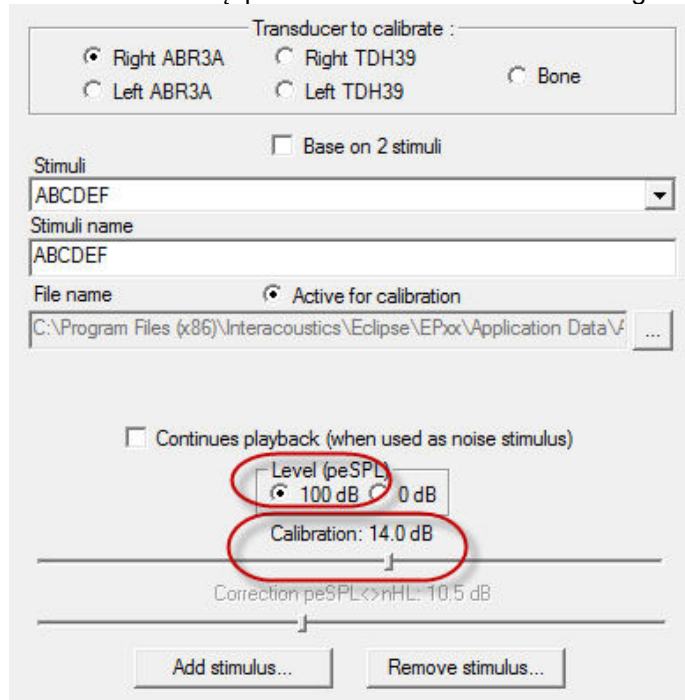 Transducer to calibrate :
Right ABR3A Right TDH39
Bone
Left ABR3A Left TDH39
Base on 2 stimuli
Stimuli
ABCDEF
Stimuli name
ABCDEF
File name Active for calibration
C:\Program Files (x86)\Interacoustics\Eclipse\EPxx\Application Data\ ...
Continues playback (when used as noise stimulus)
Level (peSPL)
100 dB 0 dB
Calibration: 14.0 dB
Correction peSPL<>nHL: 10.5 dB
Add stimulus... Remove stimulus...